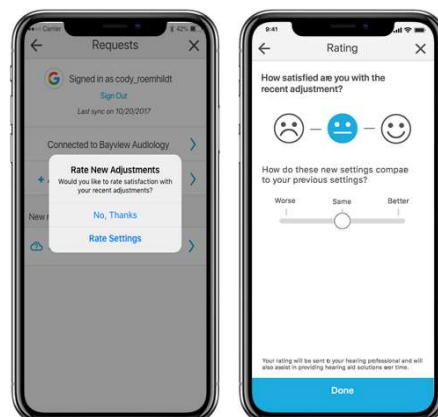 Carrier
42%
Requests
Signed in as cody_roemhildt
Sign Out
Last sync on 10/20/2017
Connected to Bayview Audiology
Rate New Adjustments
Would you like to rate satisfaction with
your recent adjustments?
New
No, Thanks
Rate Settings
9:41
Rating
How satisfied are you with the
recent adjustment?
How do these new settings compae
to your previous settings?
Worse
Same
Better
Your rating will be sent to your hearing professional and will
also assist in providing hearing aid solutions over time.
Done